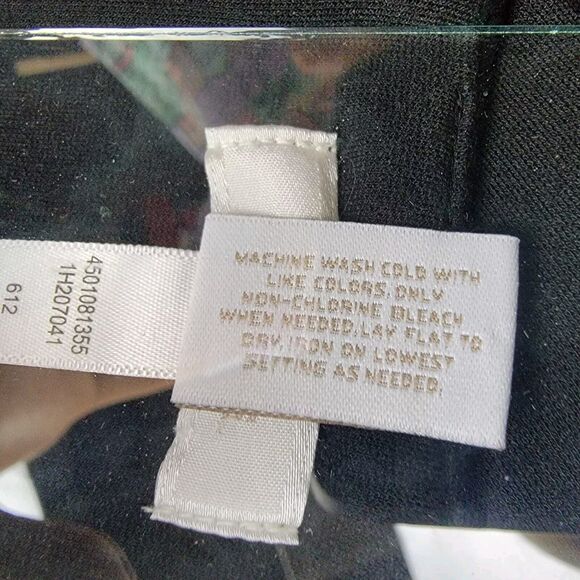 MACHINE WASH COLD WITH
LIKE COLORS. ONLY
NON-CHLORINE BLEACH
WHEN NEEDED. LAY FLAT TO
DRY. IRON ON LOWEST
SETTING AS NEEDED.
4501081355
1H207041
612